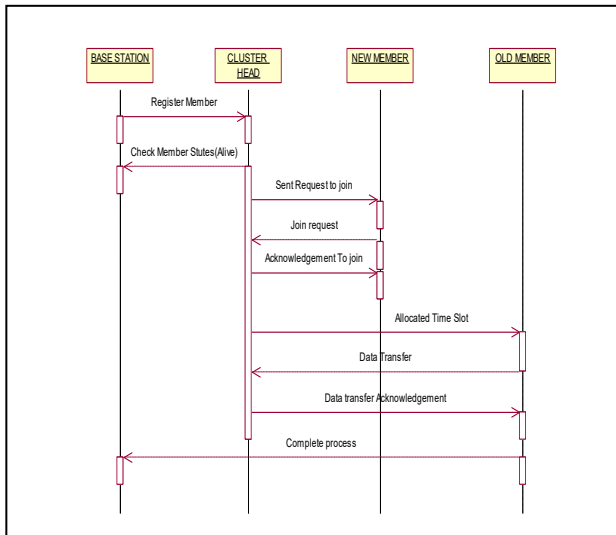 BASE STATION
CLUSTER
HEAD
NEW MEMBER
OLD MEMBER
Register Member
Check Member Stutes(Alive)
Sent Request to join
Join request
Acknowledgement To join
Allocated Time Slot
Data Transfer
Data transfer Acknowledgement
Complete process